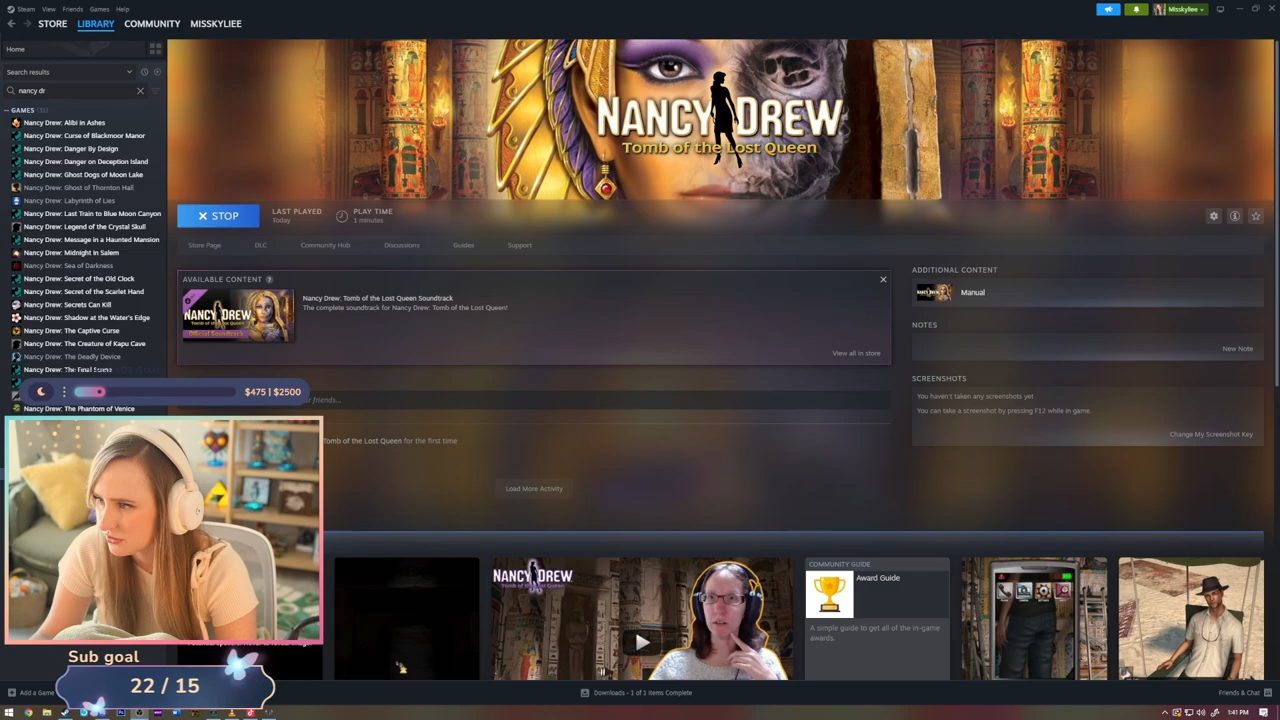 Steam View Friends Games Help
Misskyliee
STORE LIBRARY COMMUNITY MISSKYLIEE
Home
Search results
nancy dr
GAMES
Nancy Drew: Alibi in Ashes
Nancy Drew: Curse of Blackmoor Manor
Nancy Drew: Danger By Design
Nancy Drew: Danger on Deception Island
Nancy Drew: Ghost Dogs of Moon Lake
Nancy Drew: Ghost of Thornton Hall
Nancy Drew: Labyrinth of Lies
Nancy Drew: Last Train to Blue Moon Canyon
Nancy Drew: Legend of the Crystal Skull
Nancy Drew: Message in a Haunted Mansion
Nancy Drew: Midnight in Salem
Nancy Drew: Sea of Darkness
Nancy Drew: Secret of the Old Clock
Nancy Drew: Secret of the Scarlet Hand
Nancy Drew: Secrets Can Kill
Nancy Drew: Shadow at the Water's Edge
Nancy Drew: The Captive Curse
Nancy Drew: The Creature of Kapu Cave
Nancy Drew: The Deadly Device
Nancy Drew: The Final Scene
Nancy Drew: The Phantom of Venice
$475 | $2500
NANCY DREW
Tomb of the Lost Queen
STOP
LAST PLAYED
Today
PLAY TIME
1 minutes
Store Page DLC Community Hub Discussions Guides Support
AVAILABLE CONTENT
NANCY DREW
Tomb of the Lost Queen
Official Soundtrack
Nancy Drew: Tomb of the Lost Queen Soundtrack
The complete soundtrack for Nancy Drew: Tomb of the Lost Queen!
View all in store
friends...
Tomb of the Lost Queen for the first time
Load More Activity
ADDITIONAL CONTENT
Manual
NOTES
New Note
SCREENSHOTS
You haven't taken any screenshots yet
You can take a screenshot by pressing F12 while in game.
Change My Screenshot Key
NANCY DREW
COMMUNITY GUIDE
Award Guide
A simple guide to get all of the in-game
awards.
Sub goal
22 / 15
Add a Game
Downloads - 1 of 1 Items Complete
Friends & Chat
1:41 PM